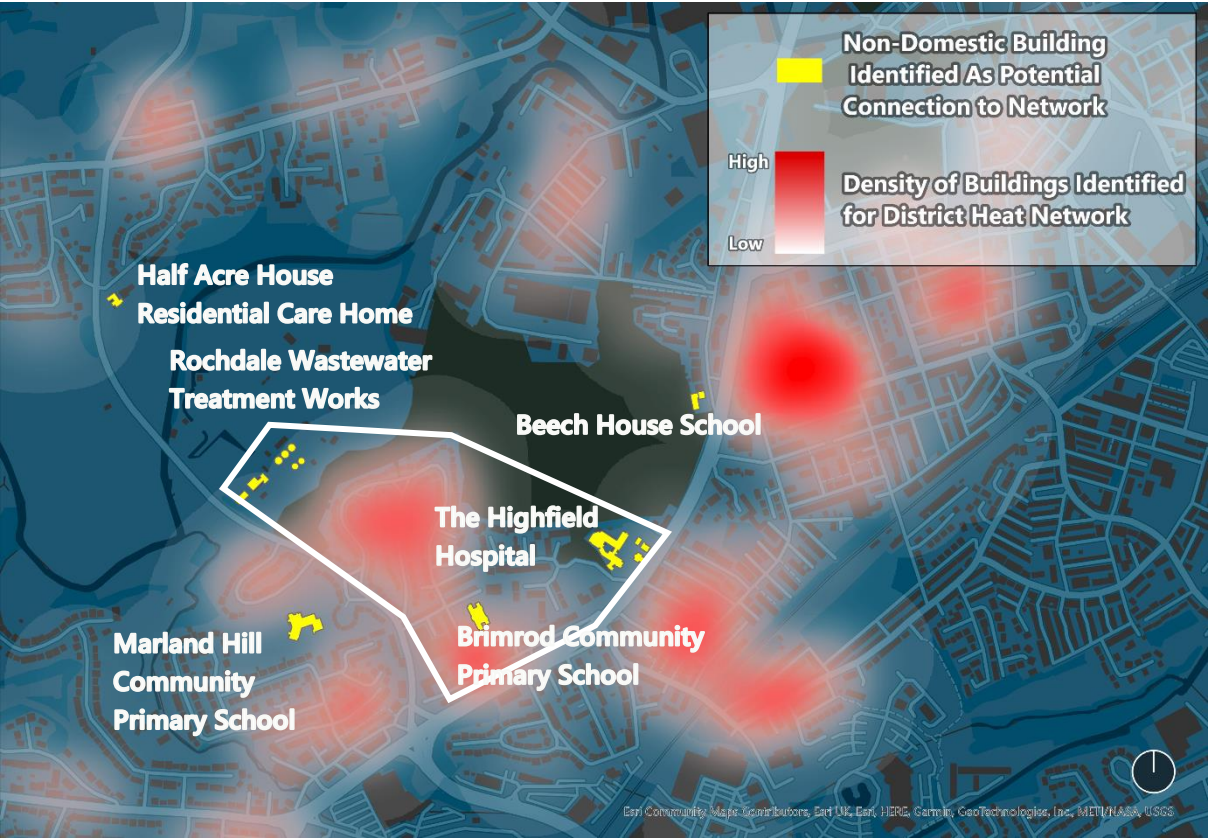 Non-Domestic Building
Identified As Potential
Connection to Network
High
Density of Buildings Identified
for District Heat Network
Low
Half Acre House
Residential Care Home
Rochdale Wastewater
Treatment Works
Beech House School
The Highfield
Hospital
Marland Hill
Community
Primary School
Brimrod Community
Primary School
Esri Community Maps Contributors, Esri UK, Esri, HERE, Garmin, GeoTechnologies, Inc., METI/NASA, USGS